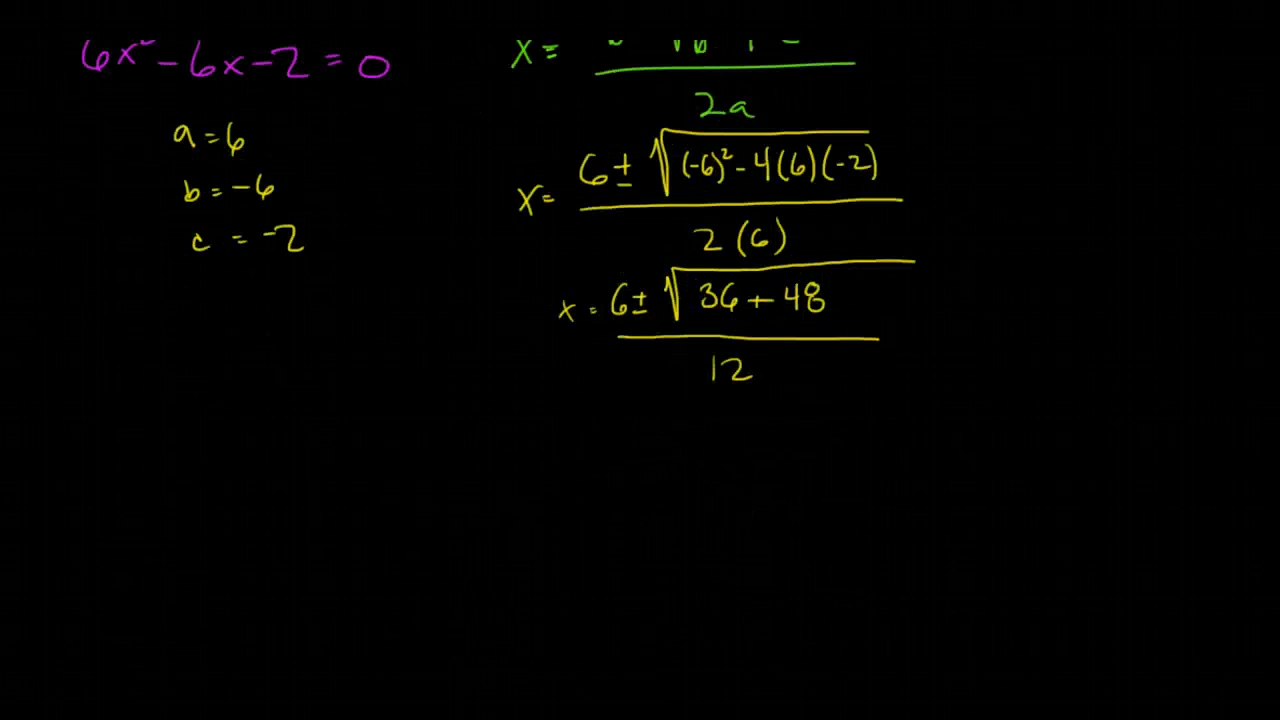 6x² - 6x - 2 = 0
x =
2a
a = 6
b = -6
c = -2
x = 6 ± √(-6)² - 4(6)(-2)
2(6)
x = 6 ± √36 + 48
12